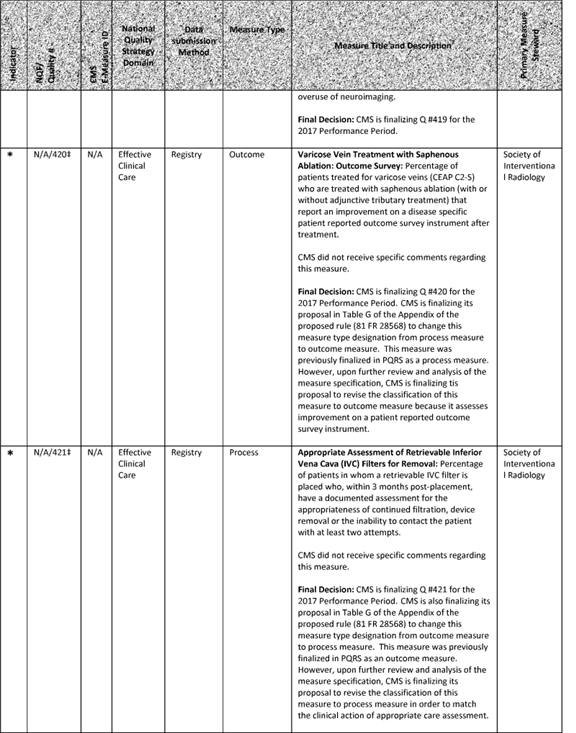 Indicator
NQF/
Quality #
CMS
E-Measure ID
National
Quality
Strategy
Domain
Data
submission
Method
Measure Type
Measure Title and Description
Primary Measure
Steward
overuse of neuroimaging.
Final Decision: CMS is finalizing Q #419 for the
2017 Performance Period.
*
N/A/420‡
N/A
Effective
Clinical
Care
Registry
Outcome
Varicose Vein Treatment with Saphenous
Ablation: Outcome Survey: Percentage of
patients treated for varicose veins (CEAP C2-S)
who are treated with saphenous ablation (with or
without adjunctive tributary treatment) that
report an improvement on a disease specific
patient reported outcome survey instrument after
treatment.
CMS did not receive specific comments regarding
this measure.
Final Decision: CMS is finalizing Q #420 for the
2017 Performance Period. CMS is finalizing its
proposal in Table G of the Appendix of the
proposed rule (81 FR 28568) to change this
measure type designation from process measure
to outcome measure.  This measure was
previously finalized in PQRS as a process measure.
However, upon further review and analysis of the
measure specification, CMS is finalizing tis
proposal to revise the classification of this
measure to outcome measure because it assesses
improvement on a patient reported outcome
survey instrument.
Society of
Interventiona
l Radiology
*
N/A/421‡
N/A
Effective
Clinical
Care
Registry
Process
Appropriate Assessment of Retrievable Inferior
Vena Cava (IVC) Filters for Removal: Percentage
of patients in whom a retrievable IVC filter is
placed who, within 3 months post-placement,
have a documented assessment for the
appropriateness of continued filtration, device
removal or the inability to contact the patient
with at least two attempts.
CMS did not receive specific comments regarding
this measure.
Final Decision: CMS is finalizing Q #421 for the
2017 Performance Period. CMS is also finalizing its
proposal in Table G of the Appendix of the
proposed rule (81 FR 28568) to change this
measure type designation from outcome measure
to process measure.  This measure was previously
finalized in PQRS as an outcome measure.
However, upon further review and analysis of the
measure specification, CMS is finalizing its
proposal to revise the classification of this
measure to process measure in order to match
the clinical action of appropriate care assessment.
Society of
Interventiona
l Radiology